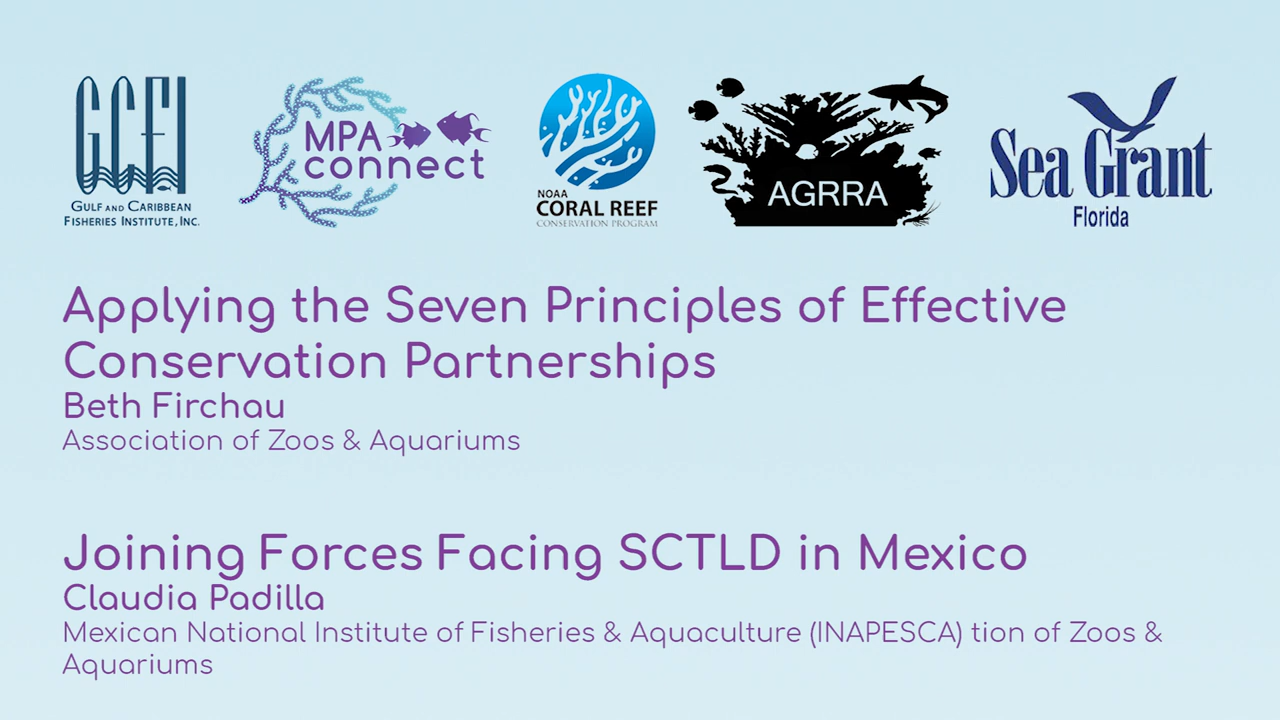 GCFI
GULF AND CARIBBEAN
FISHERIES INSTITUTE, INC.
MPA
connect
NOAA
CORAL REEF
CONSERVATION PROGRAM
AGRRA
Sea Grant
Florida
Applying the Seven Principles of Effective
Conservation Partnerships
Beth Firchau
Association of Zoos & Aquariums
Joining Forces Facing SCTLD in Mexico
Claudia Padilla
Mexican National Institute of Fisheries & Aquaculture (INAPESCA) tion of Zoos &
Aquariums